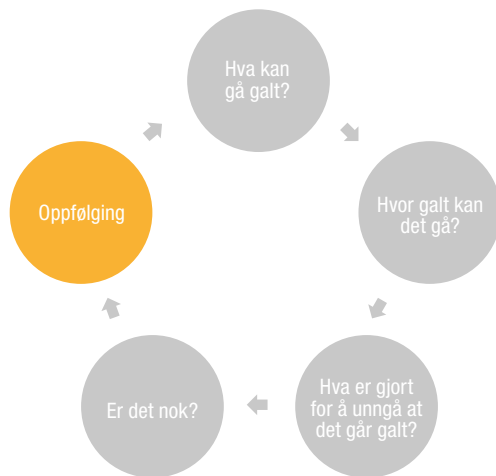 Hva kan
gå galt?
Hvor galt kan
det gå?
Hva er gjort
for å unngå at
det går galt?
Er det nok?
Oppfølging